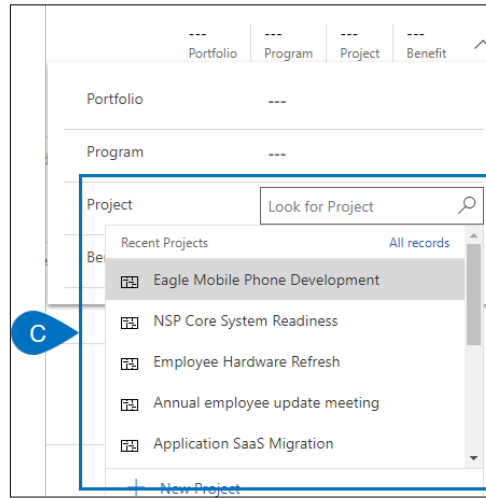 --- --- --- ---
Portfolio Program Project Benefit
Portfolio ---
Program ---
Project Look for Project
Recent Projects All records
Be
Eagle Mobile Phone Development
NSP Core System Readiness
C
Employee Hardware Refresh
Annual employee update meeting
Application SaaS Migration
New Project